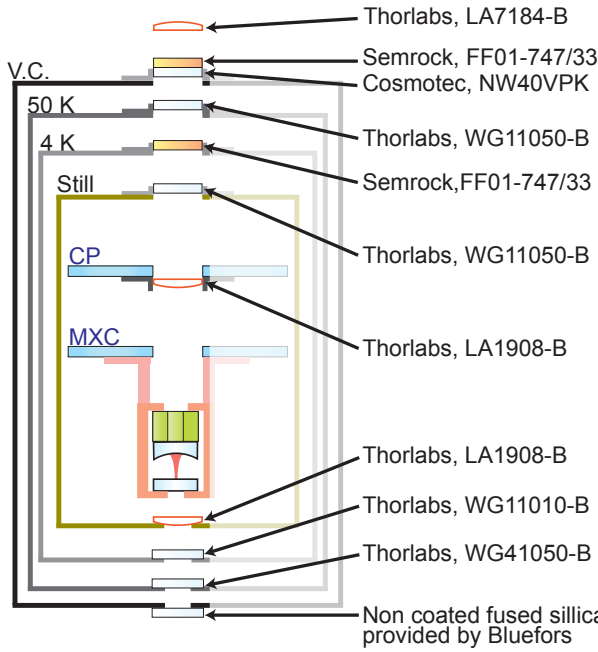 Thorlabs, LA7184-B
Semrock, FF01-747/33
V.C.
Cosmotec, NW40VPK
50 K
Thorlabs, WG11050-B
4 K
Semrock,FF01-747/33
Still
Thorlabs, WG11050-B
CP
MXC
Thorlabs, LA1908-B
Thorlabs, LA1908-B
Thorlabs, WG11010-B
Thorlabs, WG41050-B
Non coated fused sillica
provided by Bluefors